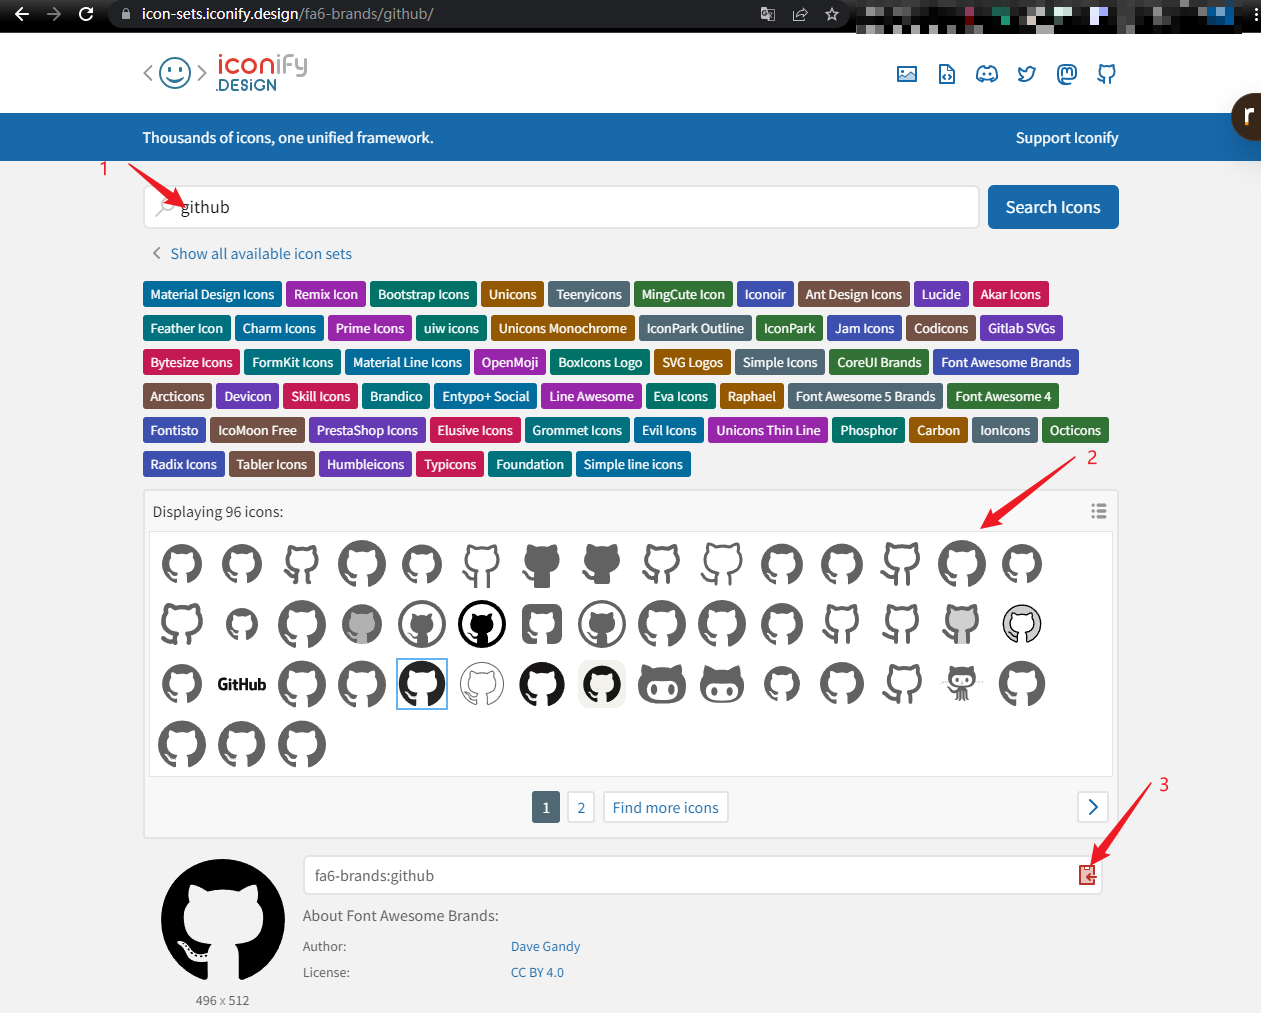 icon-sets.iconify.design/fa6-brands/github/
iconify
.DESiGN
Thousands of icons, one unified framework.
Support Iconify
1
github
Search Icons
Show all available icon sets
Material Design Icons Remix Icon Bootstrap Icons Unicons Teenyicons MingCute Icon Iconoir Ant Design Icons Lucide Akar Icons
Feather Icon Charm Icons Prime Icons uiw icons Unicons Monochrome IconPark Outline IconPark Jam Icons Codicons Gitlab SVGs
Bytesize Icons FormKit Icons Material Line Icons OpenMoji BoxIcons Logo SVG Logos Simple Icons CoreUI Brands Font Awesome Brands
Arcticons Devicon Skill Icons Brandico Entypo+ Social Line Awesome Eva Icons Raphael Font Awesome 5 Brands Font Awesome 4
Fontisto IcoMoon Free PrestaShop Icons Elusive Icons Grommet Icons Evil Icons Unicons Thin Line Phosphor Carbon IonIcons Octicons
Radix Icons Tabler Icons Humbleicons Typicons Foundation Simple line icons
2
Displaying 96 icons:
GitHub
1 2 Find more icons
3
fa6-brands:github
About Font Awesome Brands:
Author: Dave Gandy
License: CC BY 4.0
496 x 512
r